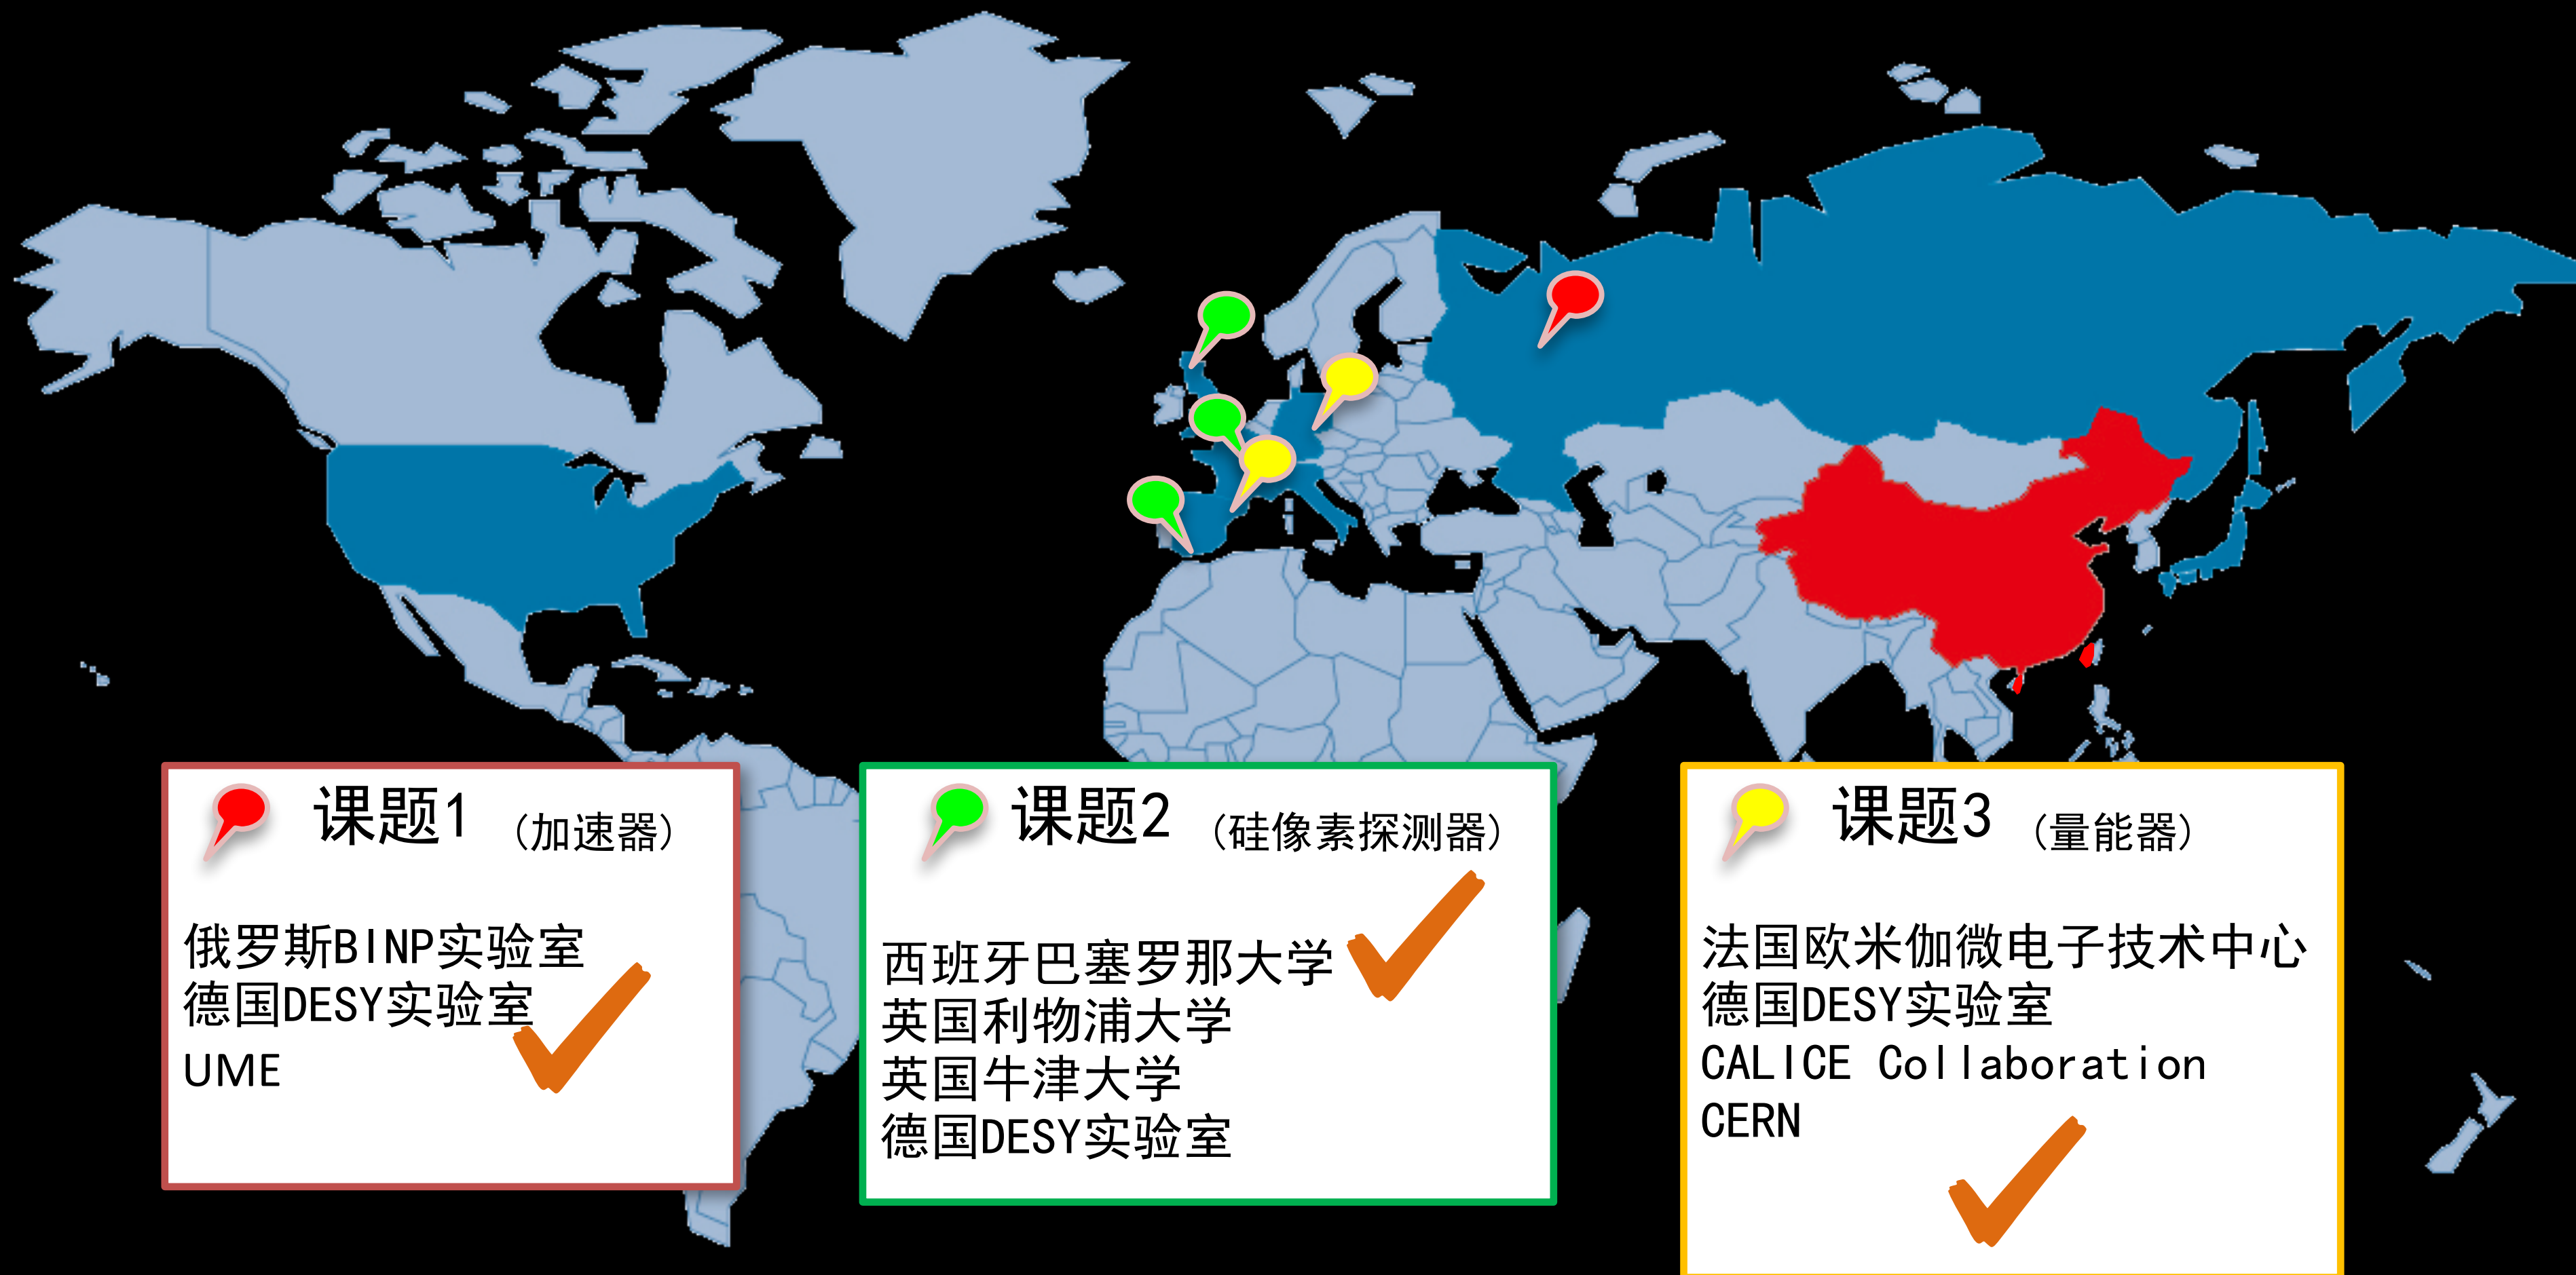 课题1 (加速器)
俄罗斯BINP实验室
德国DESY实验室
UME
课题2 (硅像素探测器)
西班牙巴塞罗那大学
英国利物浦大学
英国牛津大学
德国DESY实验室
课题3 (量能器)
法国欧米伽微电子技术中心
德国DESY实验室
CALICE Collaboration
CERN